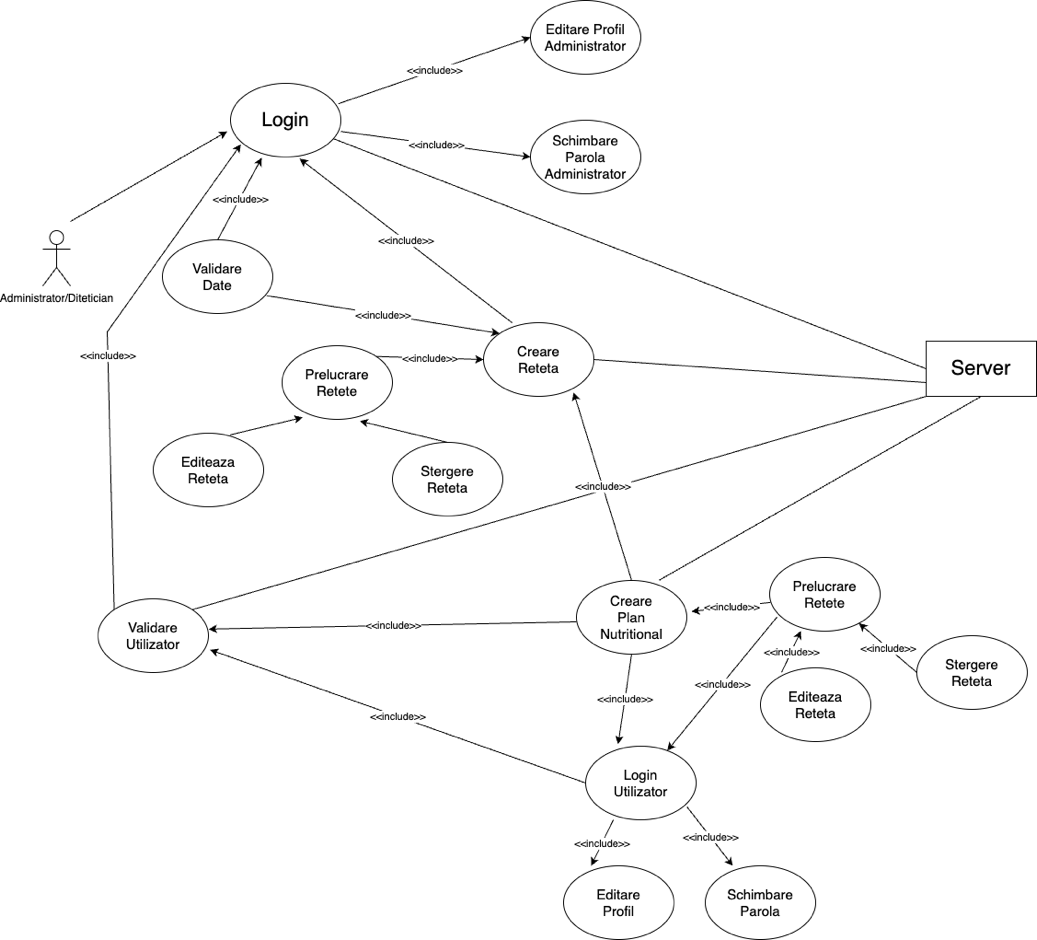 Editare Profil
Administrator
<<include>>
Login
Schimbare
Parola
Administrator
<<include>>
<<include>>
<<include>>
Validare
Date
Administrator/Ditetician
<<include>>
<<include>>
Creare
Reteta
<<include>>
Prelucrare
Retete
Server
Editeaza
Reteta
Stergere
Reteta
<<include>>
Creare
Plan
Nutritional
Prelucrare
Retete
<<include>>
Validare
Utilizator
<<include>>
<<include>>
<<include>>
Stergere
Reteta
<<include>>
<<include>>
Editeaza
Reteta
<<include>>
Login
Utilizator
<<include>>
<<include>>
Editare
Profil
Schimbare
Parola